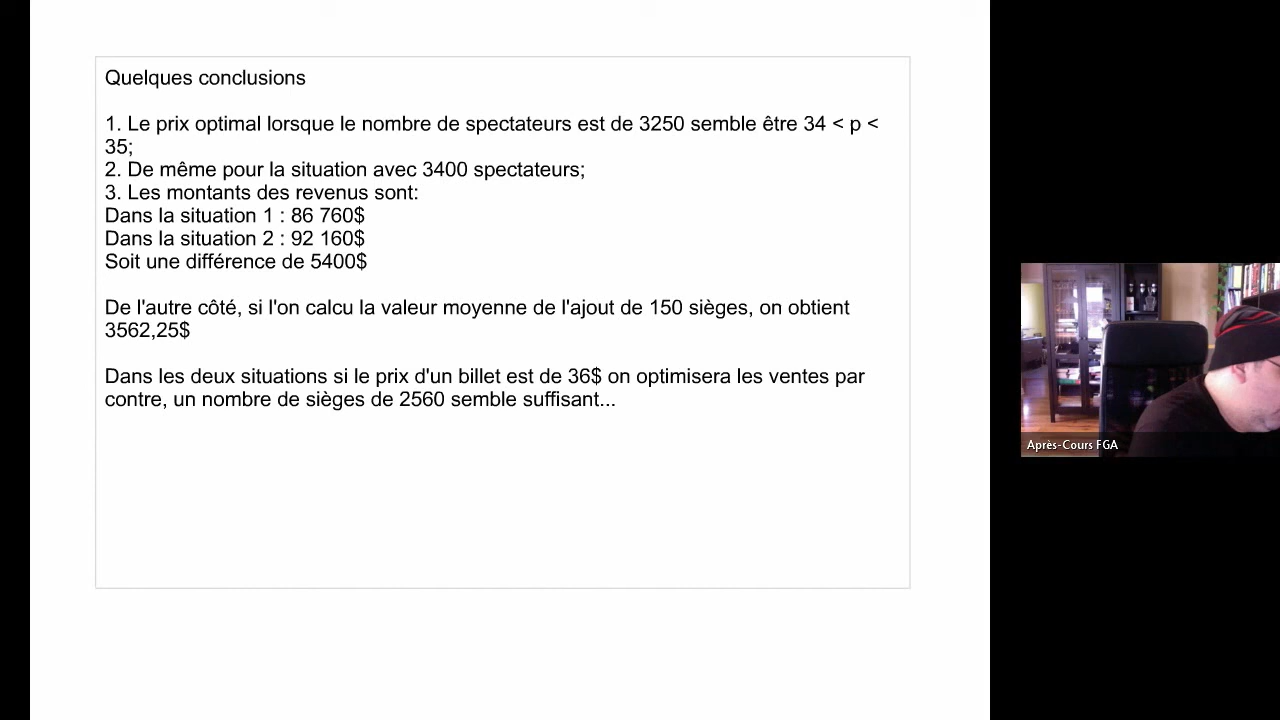 Quelques conclusions
1. Le prix optimal lorsque le nombre de spectateurs est de 3250 semble être 34 < p <
35;
2. De même pour la situation avec 3400 spectateurs;
3. Les montants des revenus sont:
Dans la situation 1 : 86 760$
Dans la situation 2 : 92 160$
Soit une différence de 5400$
De l'autre côté, si l'on calcu la valeur moyenne de l'ajout de 150 sièges, on obtient
3562,25$
Dans les deux situations si le prix d'un billet est de 36$ on optimisera les ventes par
contre, un nombre de sièges de 2560 semble suffisant...
Après-Cours FGA